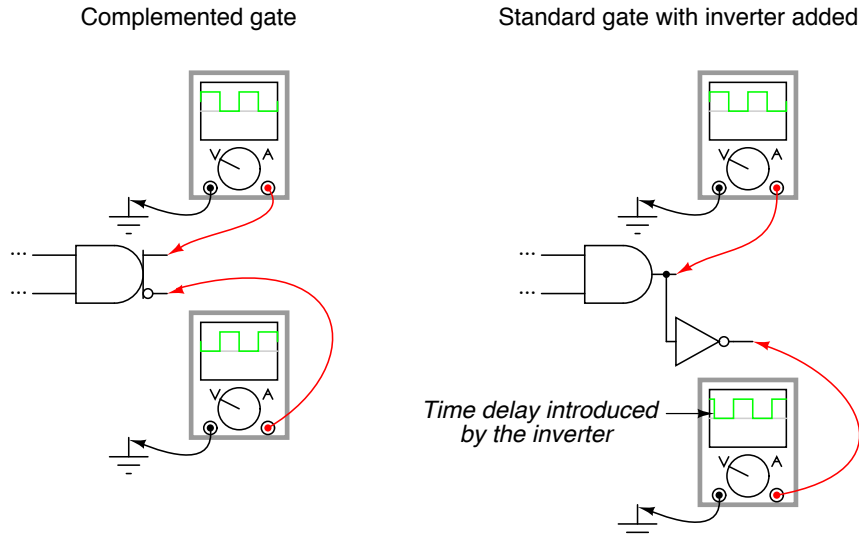 Complemented gate
Standard gate with inverter added
V A
V A
...
...
...
...
V A
Time delay introduced
by the inverter
V A